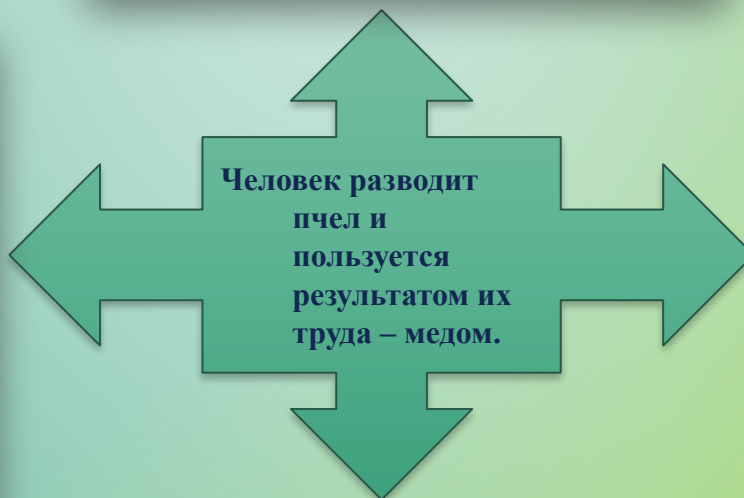 Человек разводит
пчел и
пользуется
результатом их
труда – медом.